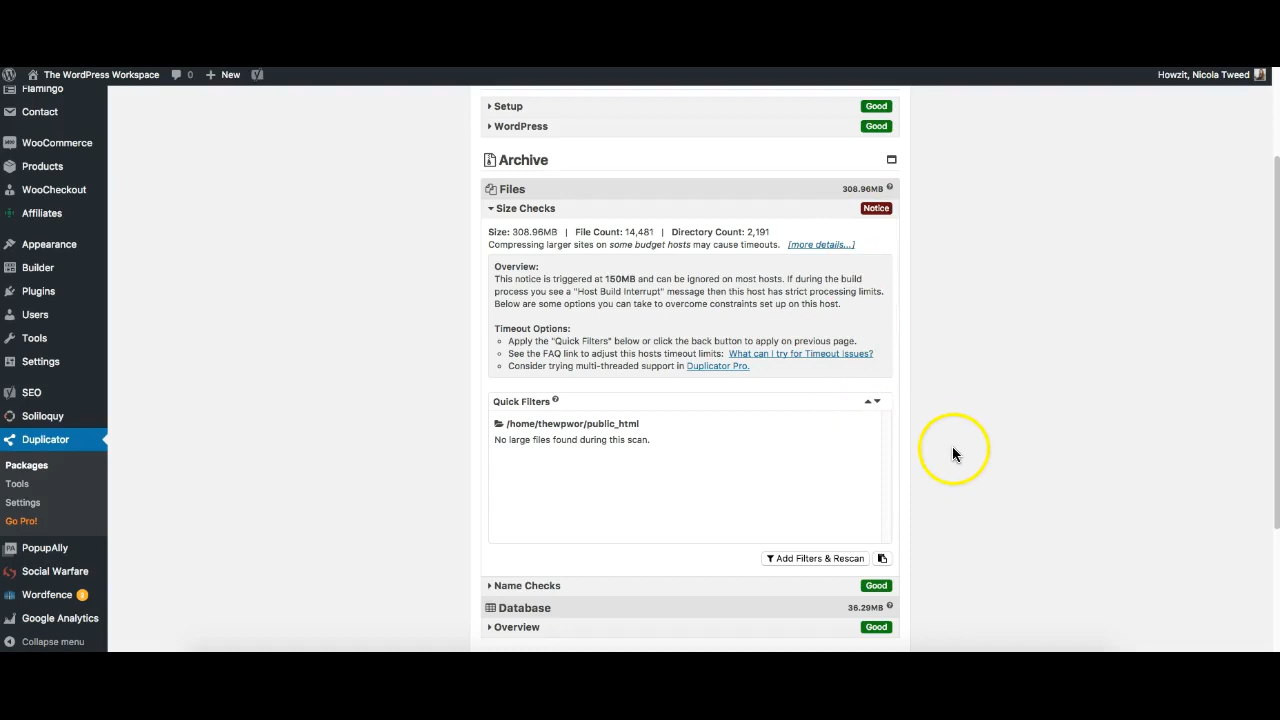 The WordPress Workspace 0 New Howzit, Nicola Tweed
Flamingo
Contact
WooCommerce
Products
WooCheckout
Affiliates
Appearance
Builder
Plugins
Users
Tools
Settings
SEO
Soliloquy
Duplicator
Packages
Tools
Settings
Go Pro!
PopupAlly
Social Warfare
Wordfence 3
Google Analytics
Collapse menu
Setup Good
WordPress Good
Archive
Files 308.96MB
Size Checks Notice
Size: 308.96MB | File Count: 14,481 | Directory Count: 2,191
Compressing larger sites on some budget hosts may cause timeouts. [more details...]
Overview:
This notice is triggered at 150MB and can be ignored on most hosts. If during the build
process you see a "Host Build Interrupt" message then this host has strict processing limits.
Below are some options you can take to overcome constraints set up on this host.
Timeout Options:
Apply the "Quick Filters" below or click the back button to apply on previous page.
See the FAQ link to adjust this hosts timeout limits: What can I try for Timeout Issues?
Consider trying multi-threaded support in Duplicator Pro.
Quick Filters
/home/thewpwor/public_html
No large files found during this scan.
Add Filters & Rescan
Name Checks Good
Database 36.29MB
Overview Good